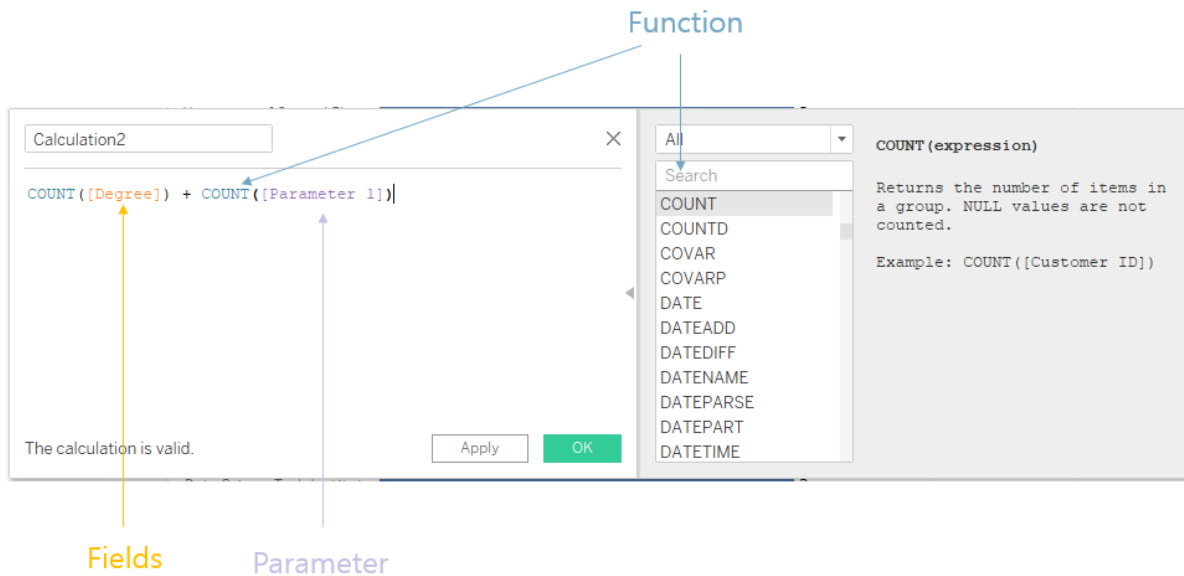 Function
Calculation2
COUNT([Degree]) + COUNT([Parameter 1])
The calculation is valid.
Apply
OK
All
Search
COUNT
COUNTD
COVAR
COVARP
DATE
DATEADD
DATEDIFF
DATENAME
DATEPARSE
DATEPART
DATETIME
COUNT(expression)
Returns the number of items in
a group. NULL values are not
counted.
Example: COUNT([Customer ID])
Fields
Parameter